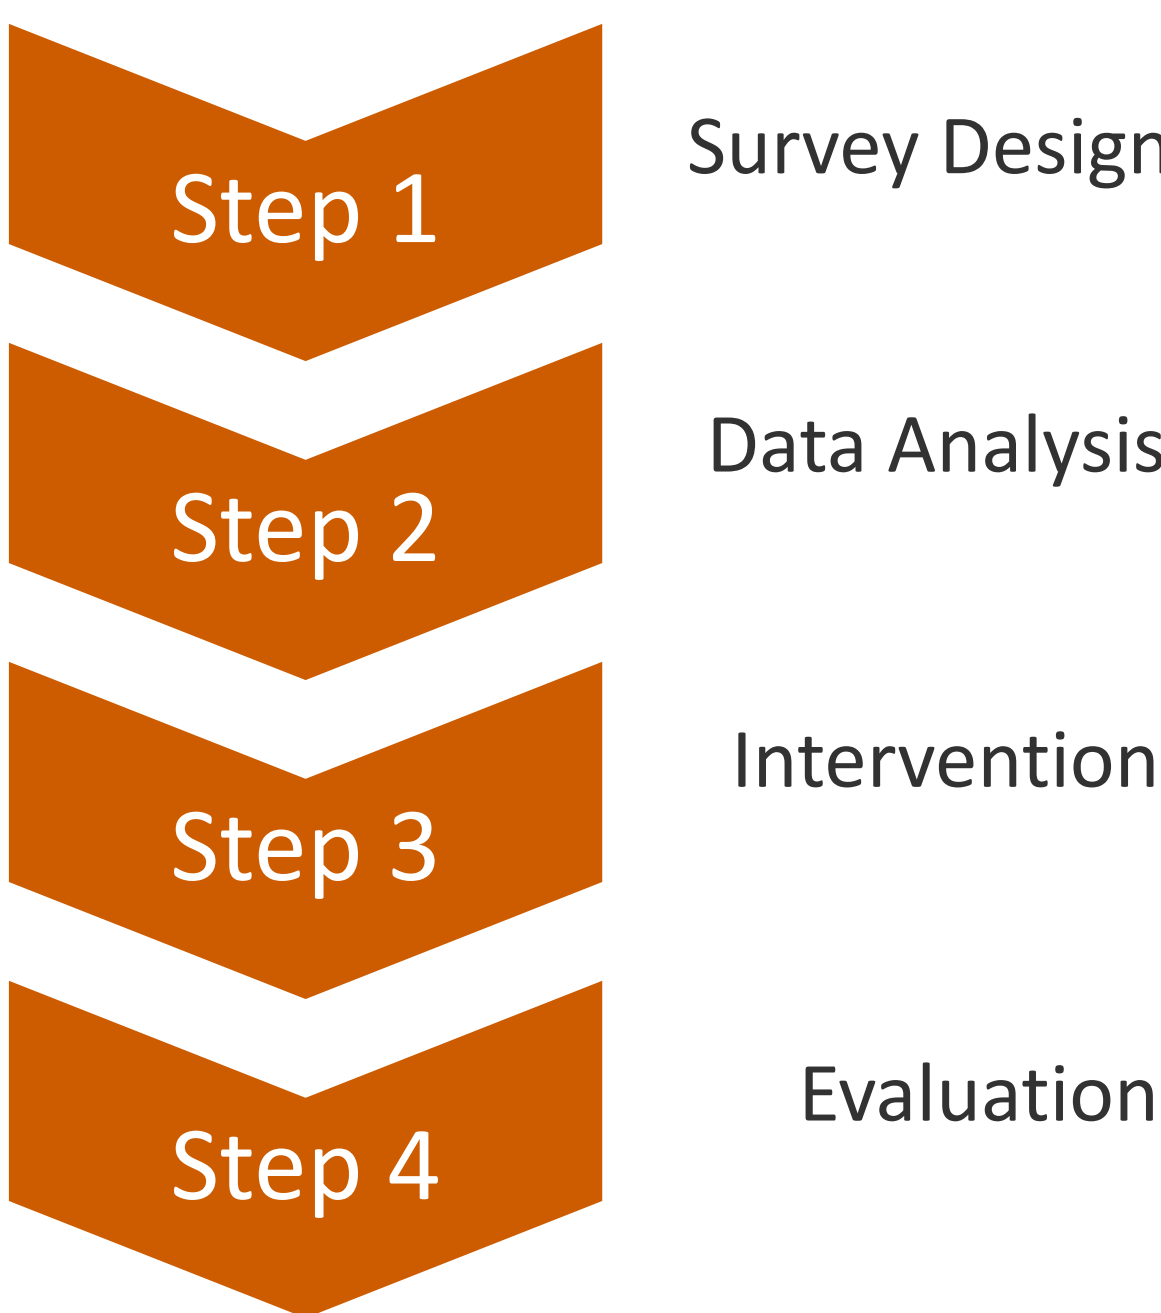 Step 1
Survey Design
Step 2
Data Analysis
Step 3
Intervention
Step 4
Evaluation